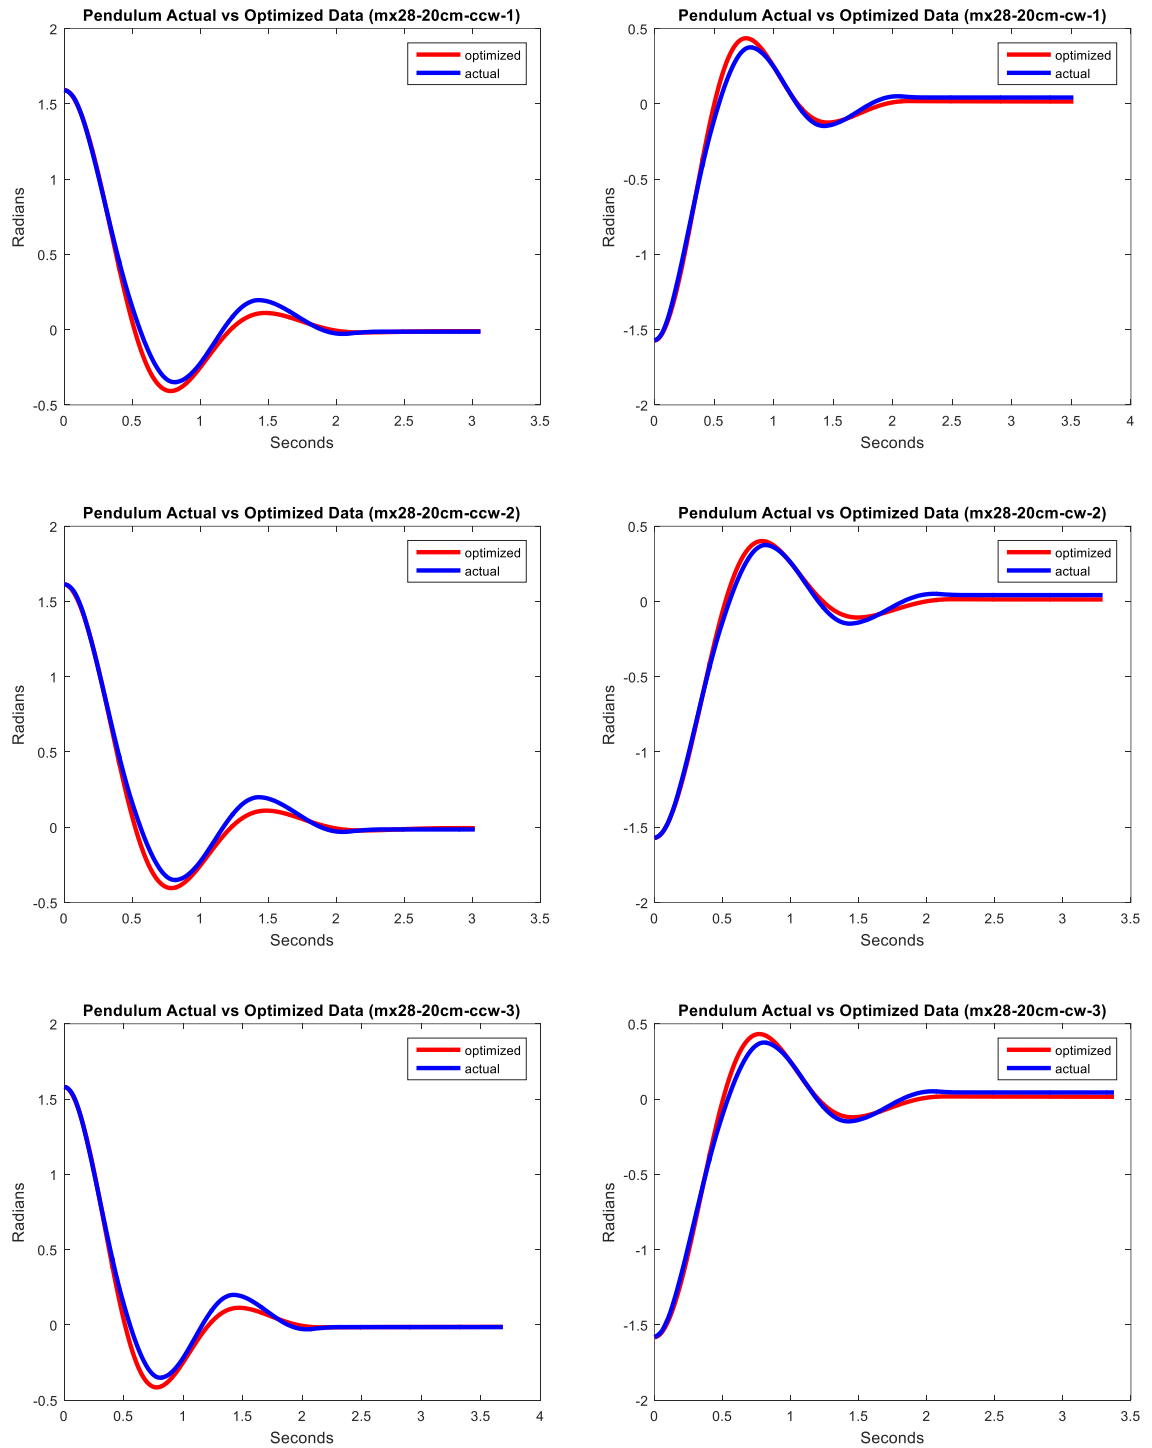 Pendulum Actual vs Optimized Data (mx28-20cm-ccw-1)
2
1.5
1
0.5
0
-0.5
Radians
optimized
actual
0 0.5 1 1.5 2 2.5 3 3.5
Seconds
Pendulum Actual vs Optimized Data (mx28-20cm-cw-1)
0.5
0
-0.5
-1
-1.5
-2
Radians
optimized
actual
0 0.5 1 1.5 2 2.5 3 3.5 4
Seconds
Pendulum Actual vs Optimized Data (mx28-20cm-ccw-2)
2
1.5
1
0.5
0
-0.5
Radians
optimized
actual
0 0.5 1 1.5 2 2.5 3 3.5
Seconds
Pendulum Actual vs Optimized Data (mx28-20cm-cw-2)
0.5
0
-0.5
-1
-1.5
-2
Radians
optimized
actual
0 0.5 1 1.5 2 2.5 3 3.5
Seconds
Pendulum Actual vs Optimized Data (mx28-20cm-ccw-3)
2
1.5
1
0.5
0
-0.5
Radians
optimized
actual
0 0.5 1 1.5 2 2.5 3 3.5 4
Seconds
Pendulum Actual vs Optimized Data (mx28-20cm-cw-3)
0.5
0
-0.5
-1
-1.5
-2
Radians
optimized
actual
0 0.5 1 1.5 2 2.5 3 3.5
Seconds